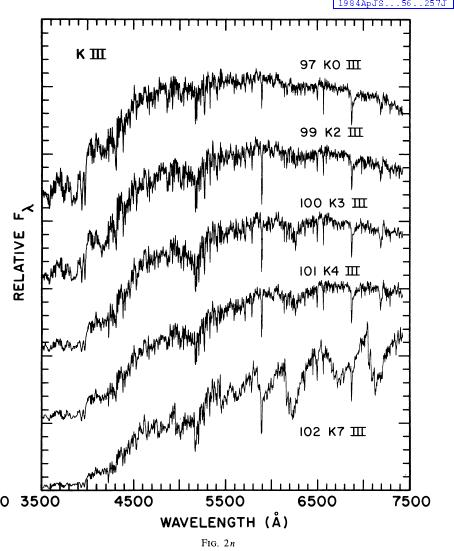 1984ApJS...56..257J
K III
97 K0 III
99 K2 III
100 K3 III
101 K4 III
102 K7 III
RELATIVE Fλ
0 3500 4500 5500 6500 7500
WAVELENGTH (Å)
FIG. 2n